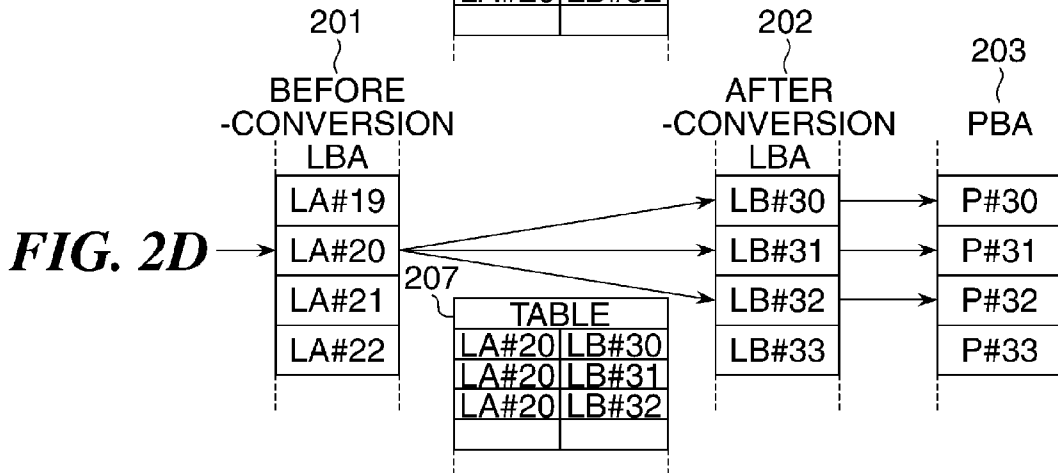 201
202
203
BEFORE
-CONVERSION
LBA
AFTER
-CONVERSION
LBA
PBA
FIG. 2D
LA#19
LA#20
LA#21
LA#22
207
TABLE
LA#20 LB#30
LA#20 LB#31
LA#20 LB#32
LB#30
LB#31
LB#32
LB#33
P#30
P#31
P#32
P#33